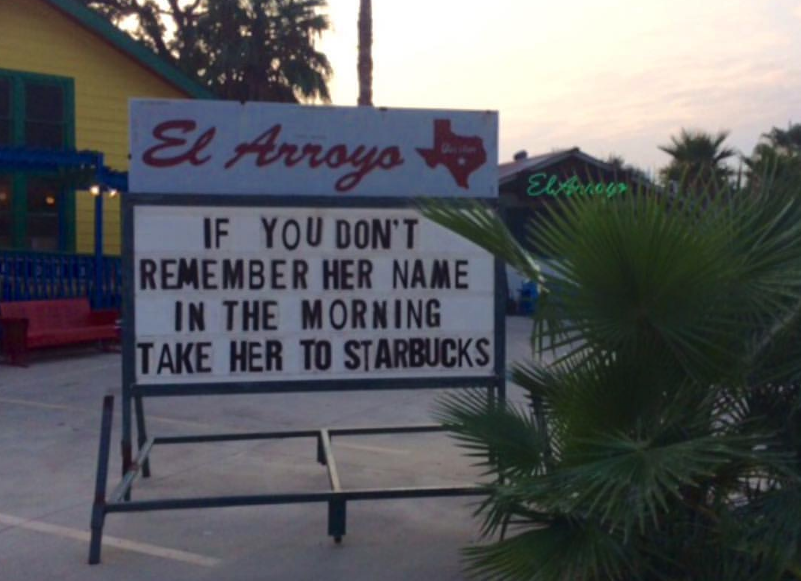 El Arroyo
El Arroyo
IF YOU DON'T
REMEMBER HER NAME
IN THE MORNING
TAKE HER TO STARBUCKS